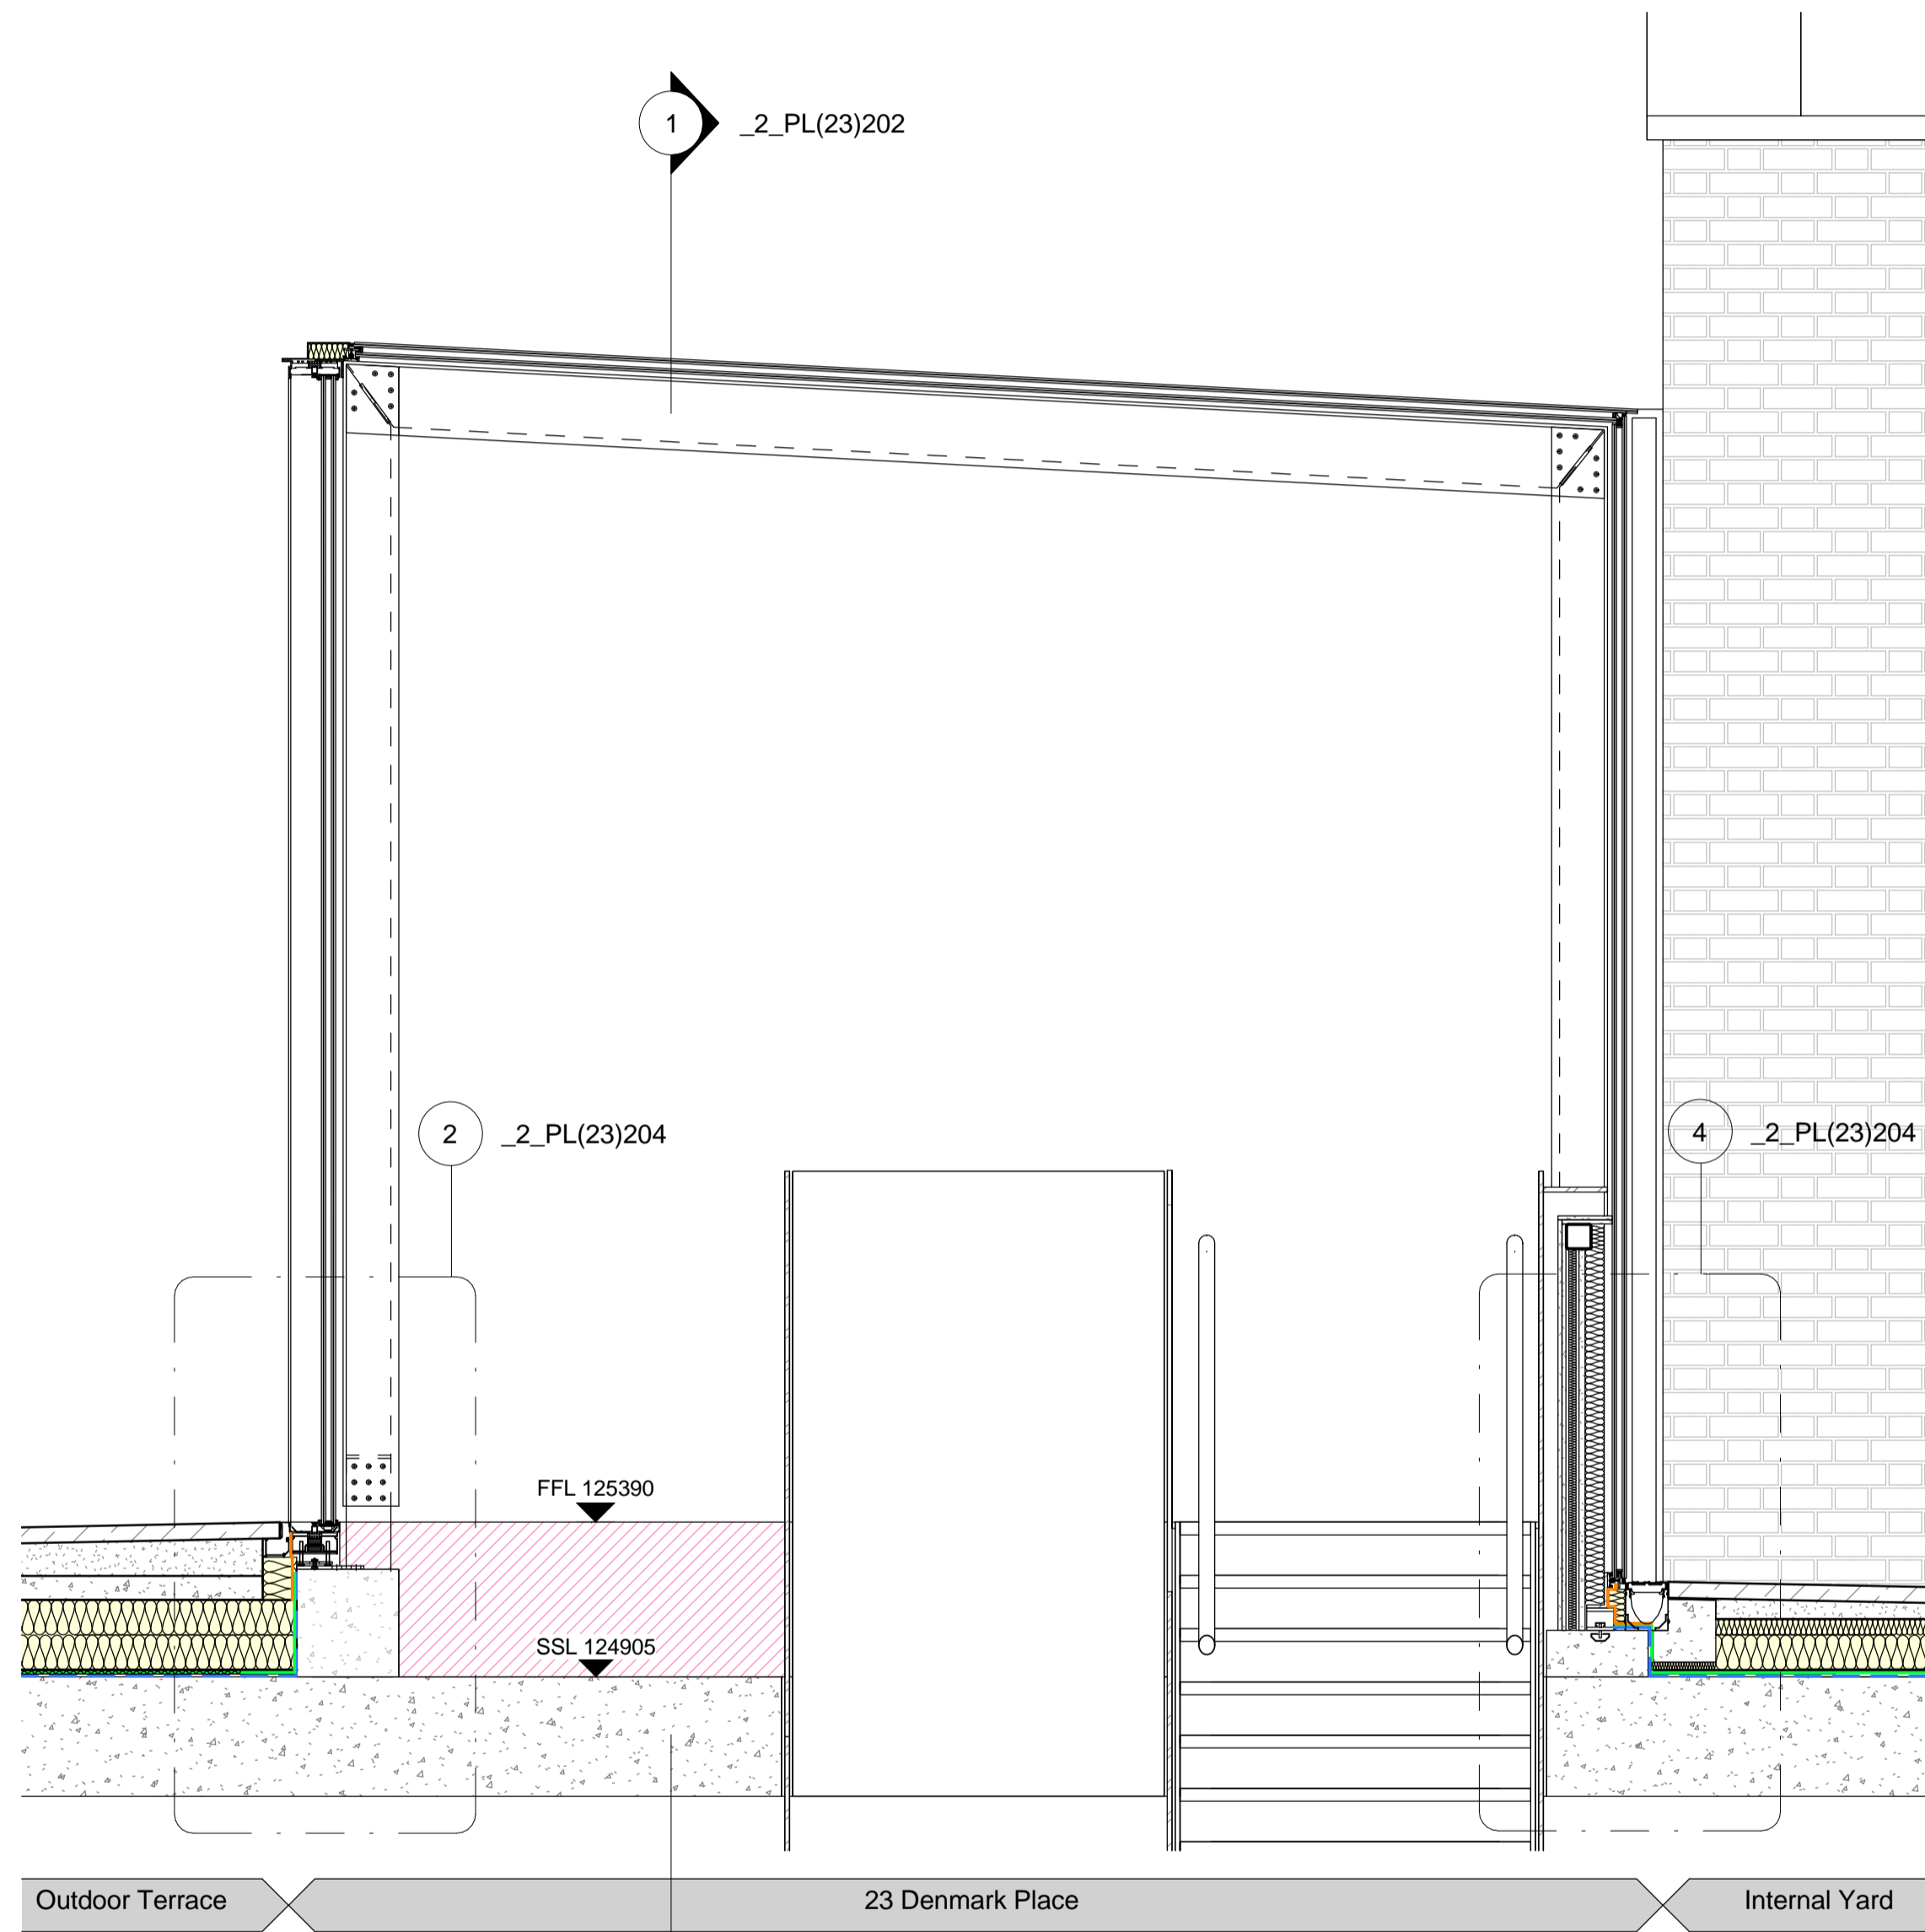 1 _2_PL(23)202
2 _2_PL(23)204
4 _2_PL(23)204
FFL 125390
SSL 124905
Outdoor Terrace
23 Denmark Place
Internal Yard